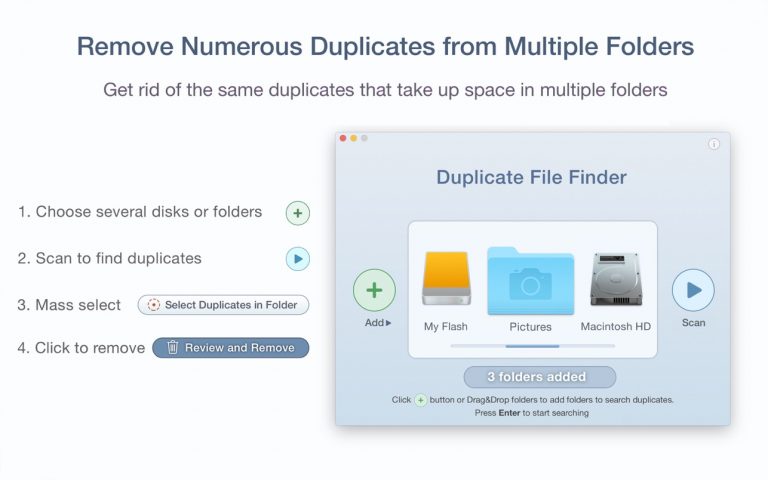 Remove Numerous Duplicates from Multiple Folders
Get rid of the same duplicates that take up space in multiple folders
1. Choose several disks or folders
2. Scan to find duplicates
3. Mass select
Select Duplicates in Folder
4. Click to remove
Review and Remove
i
Duplicate File Finder
Add
My Flash
Pictures
Macintosh HD
Scan
3 folders added
Click + button or Drag&Drop folders to add folders to search duplicates.
Press Enter to start searching